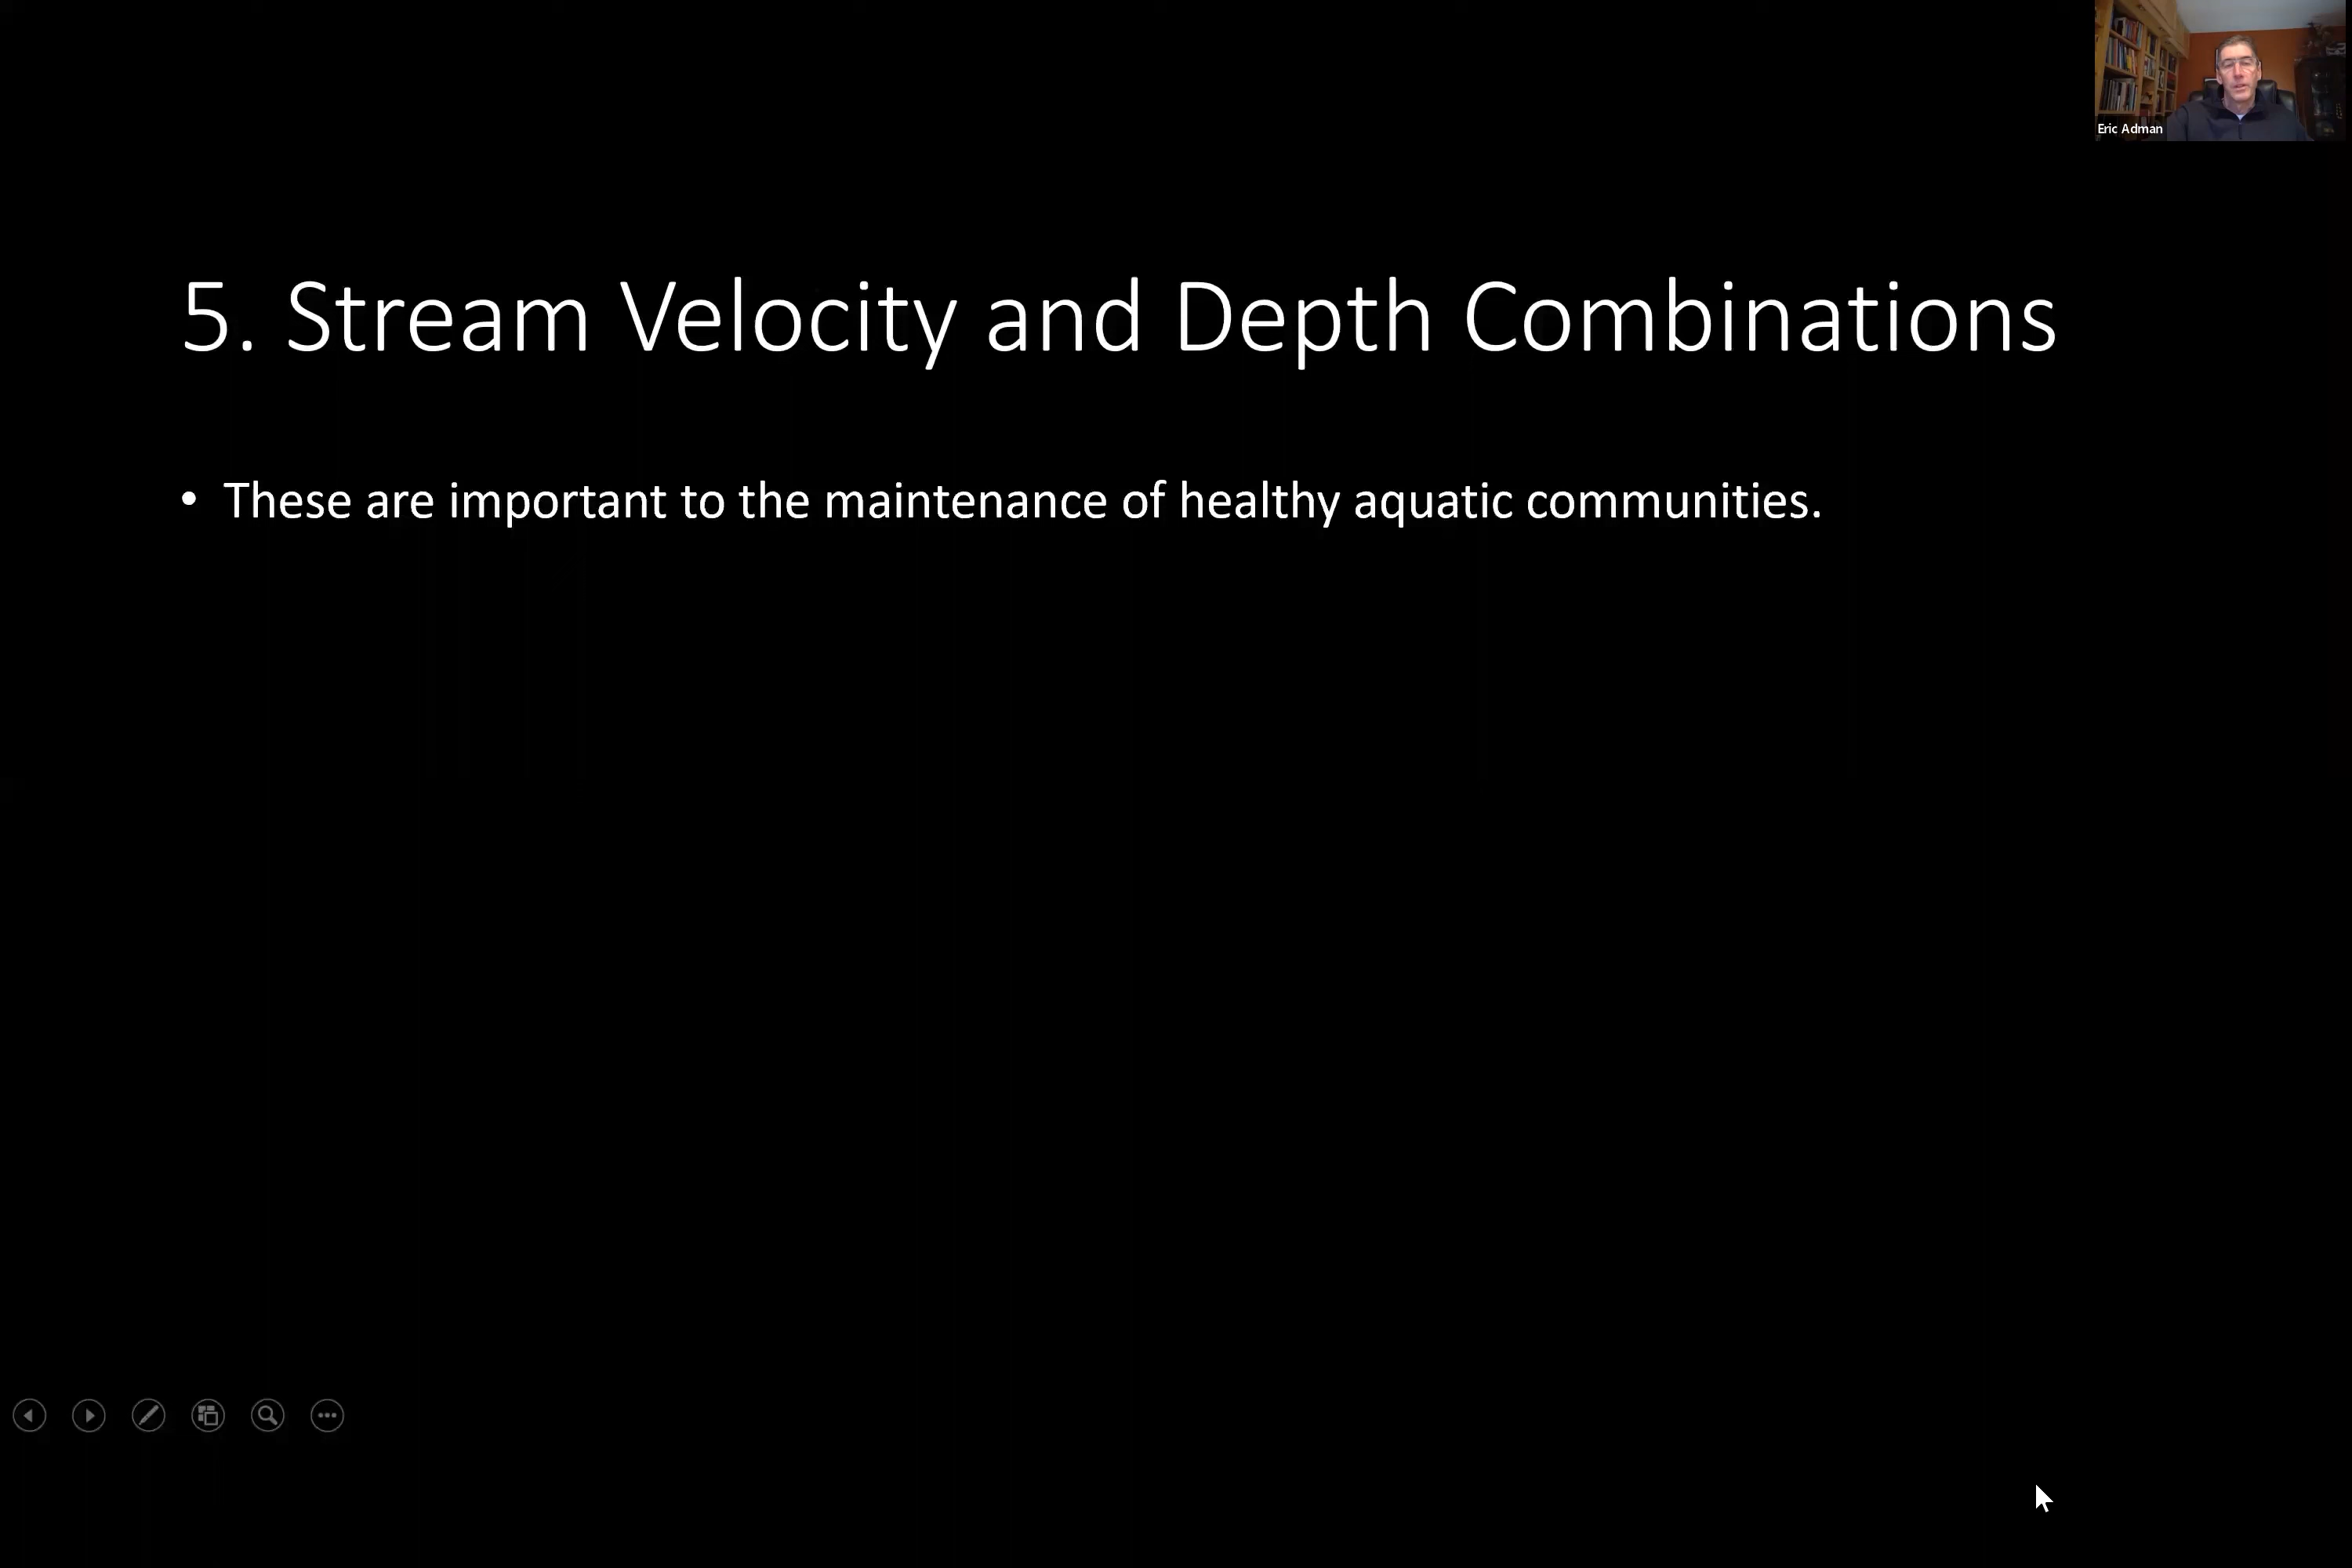 Eric Adman
5. Stream Velocity and Depth Combinations
• These are important to the maintenance of healthy aquatic communities.